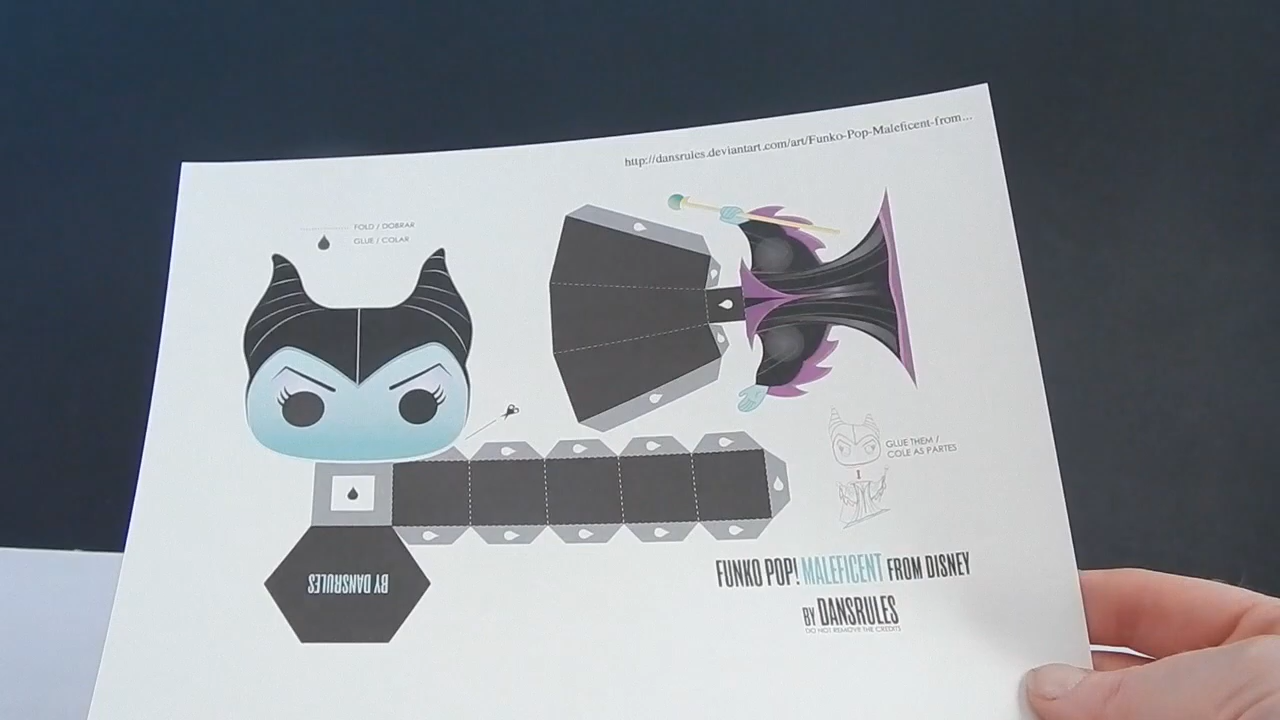 http://dansrules.deviantart.com/art/Funko-Pop-Maleficent-from...
FOLD / DOBRAR
GLUE / COLAR
GLUE THEM /
COLE AS PARTES
1
BY DANSRULES
FUNKO POP! MALEFICENT FROM DISNEY
BY DANSRULES
DO NOT REMOVE THE CREDITS